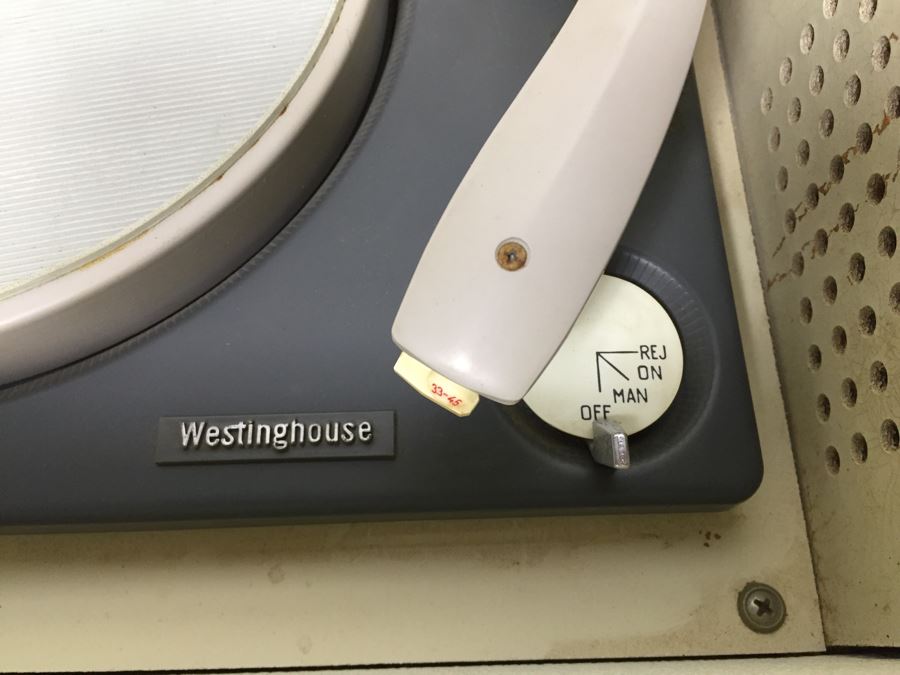 REJ
ON
MAN
OFF
33-45
Westinghouse